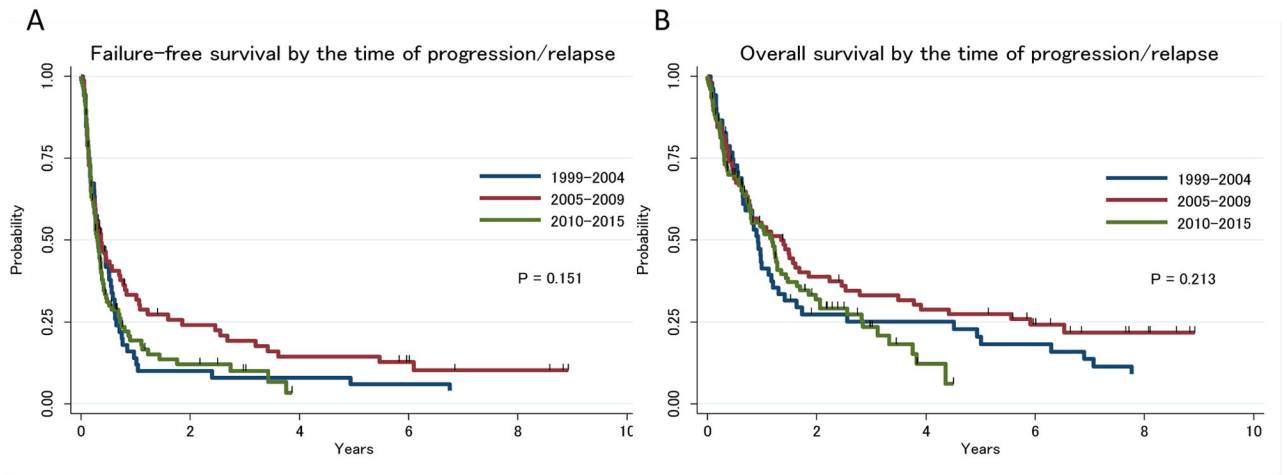 A
Failure-free survival by the time of progression/relapse
1.00
0.75
0.50
0.25
0.00
Probability
1999-2004
2005-2009
2010-2015
P = 0.151
0 2 4 6 8 10
Years
B
Overall survival by the time of progression/relapse
1.00
0.75
0.50
0.25
0.00
Probability
1999-2004
2005-2009
2010-2015
P = 0.213
0 2 4 6 8 10
Years